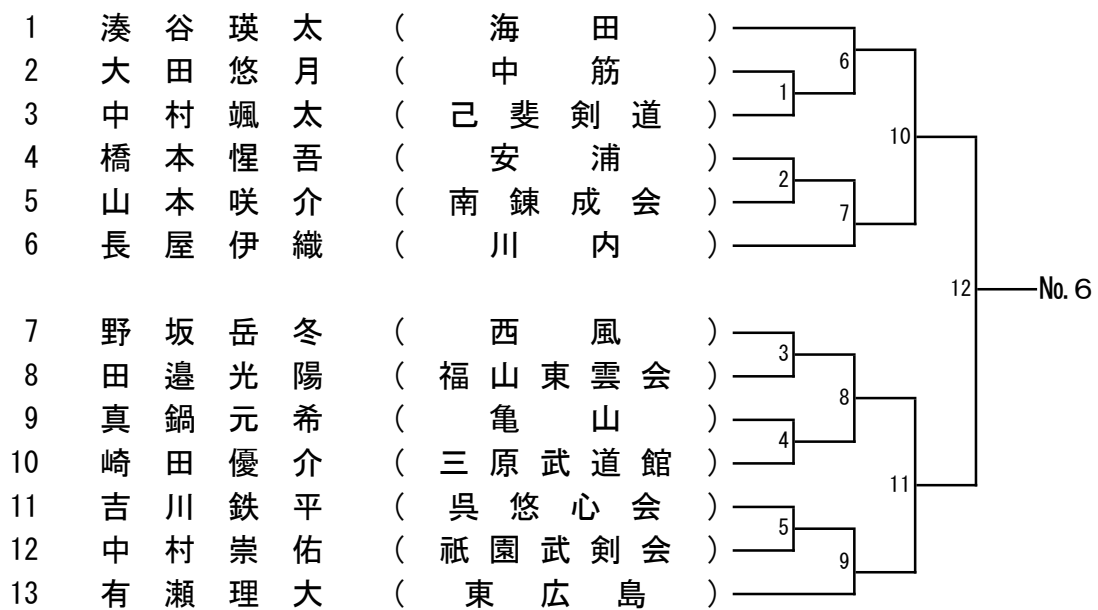 1 湊谷瑛太 (海田)
6
2 大田悠月 (中筋)
1
3 中村颯太 (己斐剣道)
10
4 橋本惺吾 (安浦)
2
5 山本咲介 (南錬成会)
7
6 長屋伊織 (川内)
12 №6
7 野坂岳冬 (西風)
3
8 田邉光陽 (福山東雲会)
8
9 真鍋元希 (亀山)
4
10 崎田優介 (三原武道館)
11
11 吉川鉄平 (呉悠心会)
5
12 中村崇佑 (祇園武剣会)
9
13 有瀬理大 (東広島)